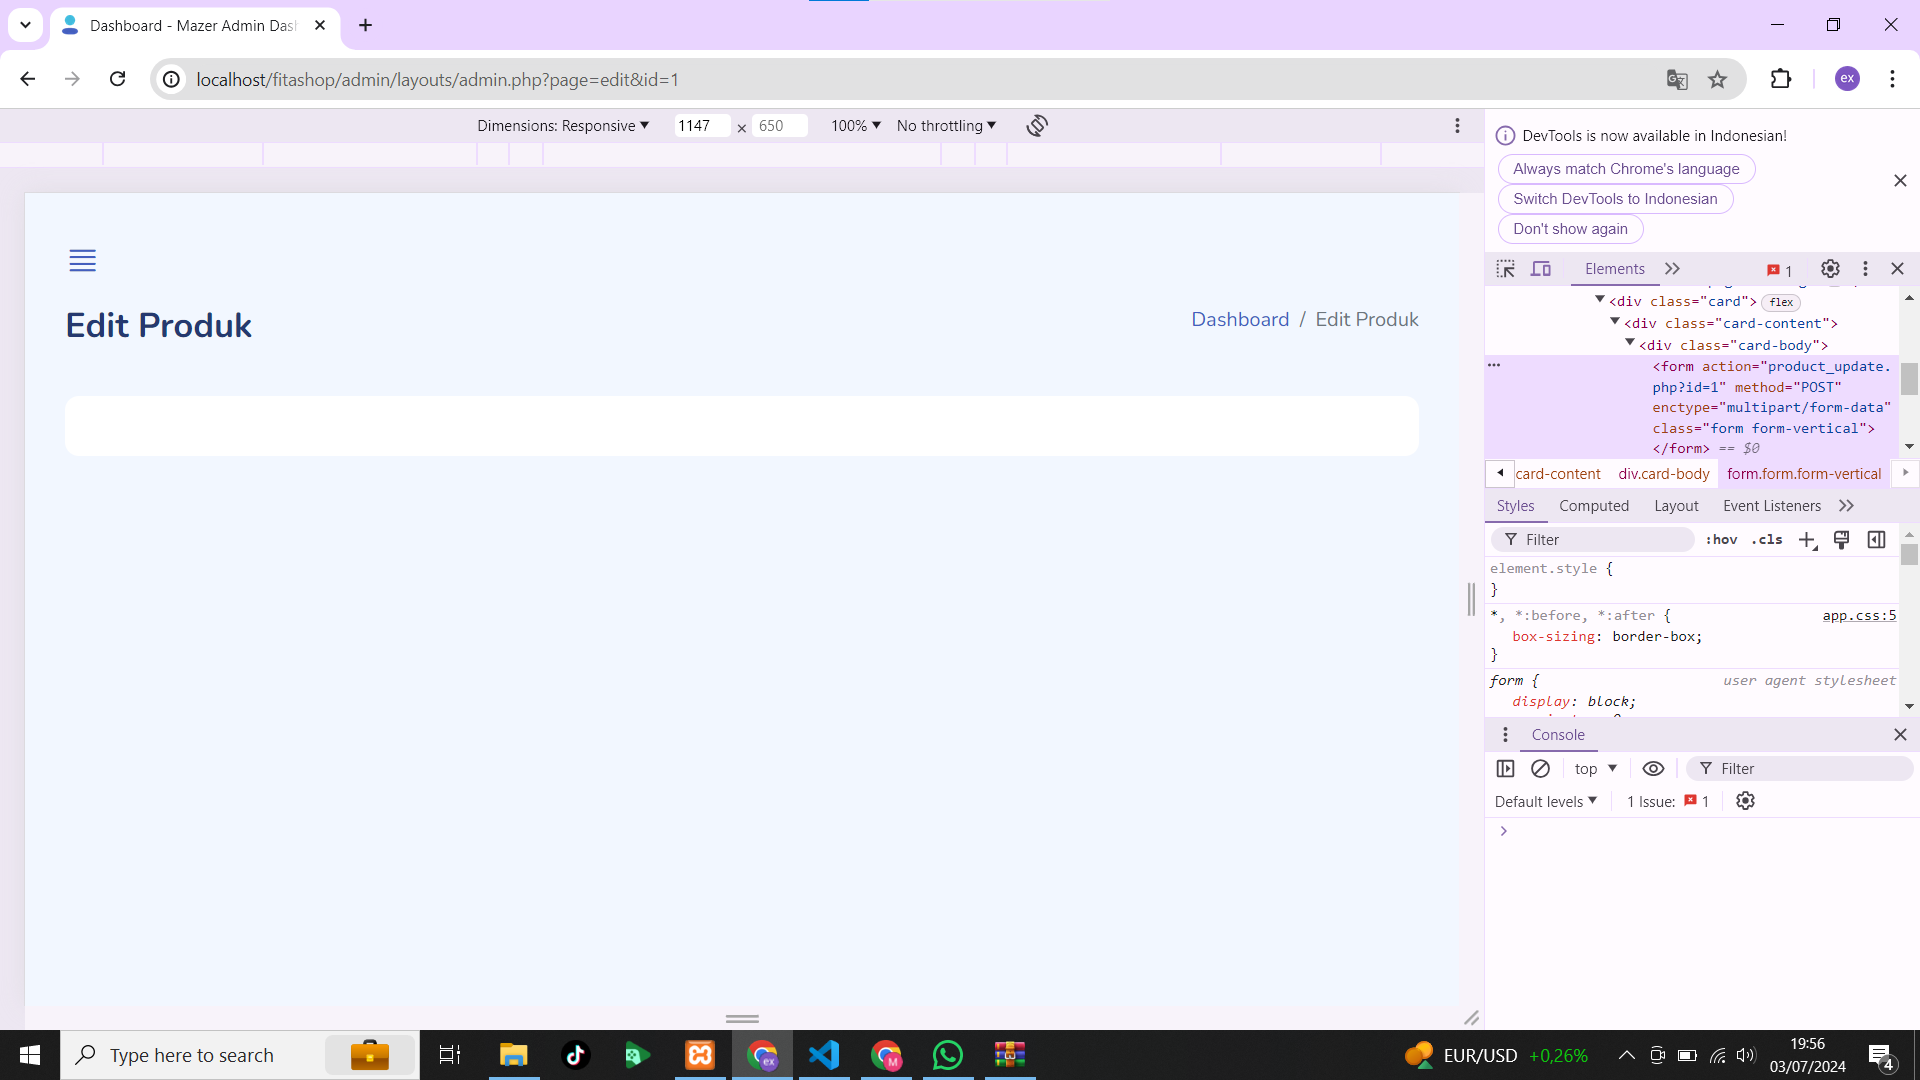 Dashboard - Mazer Admin Das
localhost/fitashop/admin/layouts/admin.php?page=edit&id=1
ex
Dimensions: Responsive
1147
×
650
100%
No throttling
Edit Produk
Dashboard / Edit Produk
DevTools is now available in Indonesian!
Always match Chrome's language
Switch DevTools to Indonesian
Don't show again
Elements
1
<div class="card"> flex
<div class="card-content">
<div class="card-body">
<form action="product_update.
php?id=1" method="POST"
enctype="multipart/form-data"
class="form form-vertical">
</form> == $0
card-content div.card-body form.form.form-vertical
Styles Computed Layout Event Listeners
Filter :hov .cls
element.style {
}
*, *:before, *:after { app.css:5
box-sizing: border-box;
}
form { user agent stylesheet
display: block;
Console
top Filter
Default levels 1 Issue: 1
Type here to search
EUR/USD +0,26%
19:56
03/07/2024
4